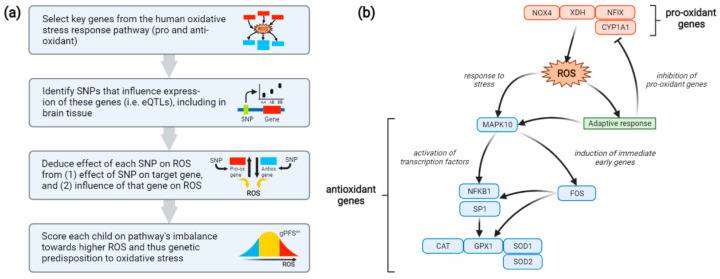 (a)
Select key genes from the human oxidative
stress response pathway (pro and anti-
oxidant)
ROS
Identify SNPs that influence express-
ion of these genes (i.e. eQTLs), including in
brain tissue
AA AB BB
SNP Gene
Deduce effect of each SNP on ROS
from (1) effect of SNP on target gene,
and (2) influence of that gene on ROS
SNP SNP
Pro-ox gene
Antiox gene
ROS
Score each child on pathway's imbalance
towards higher ROS and thus genetic
predisposition to oxidative stress
gPFS
ROS
(b)
NOX4 XDH NFIX
CYP1A1
pro-oxidant
genes
ROS
response to
stress
inhibition of
pro-oxidant genes
MAPK10
Adaptive response
activation of
transcription factors
induction of immediate
early genes
antioxidant
genes
NFKB1
SP1
FOS
CAT GPX1 SOD1
SOD2